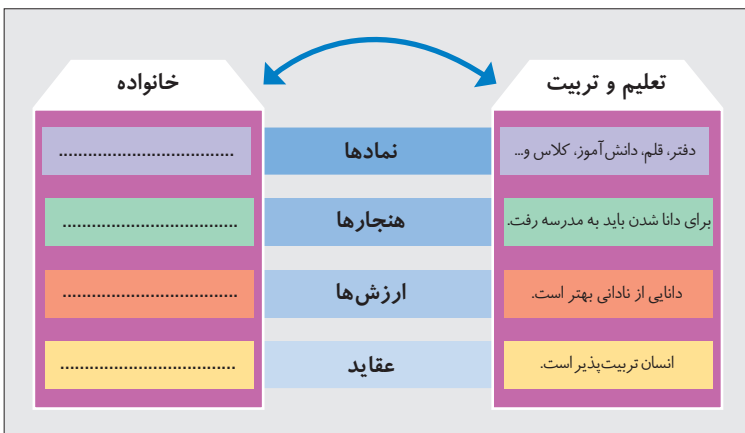 تعلیم و تربیت
خانواده
دفتر، قلم، دانش‌آموز، کلاس و...
نمادها
..................................
برای دانا شدن باید به مدرسه رفت.
هنجارها
..................................
دانایی از نادانی بهتر است.
ارزش‌ها
..................................
انسان تربیت‌پذیر است.
عقاید
..................................